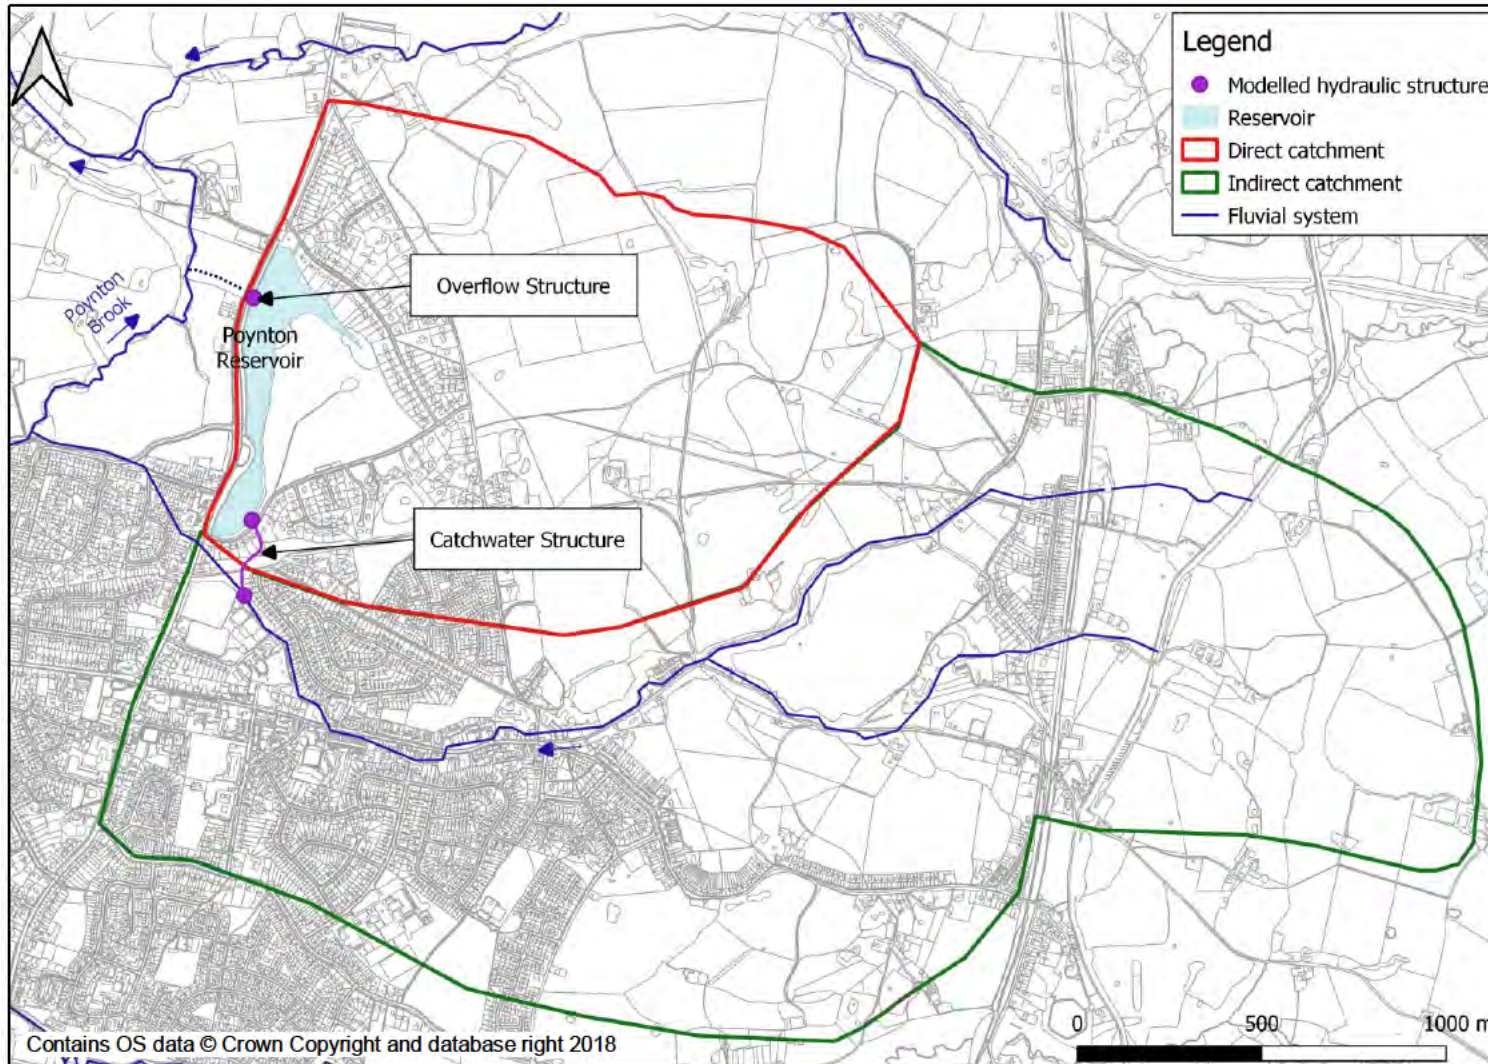 Legend
Modelled hydraulic structure
Reservoir
Direct catchment
Indirect catchment
Fluvial system
Overflow Structure
Poynton
Brook
Poynton
Reservoir
Catchwater Structure
0 500 1000 m
Contains OS data © Crown Copyright and database right 2018